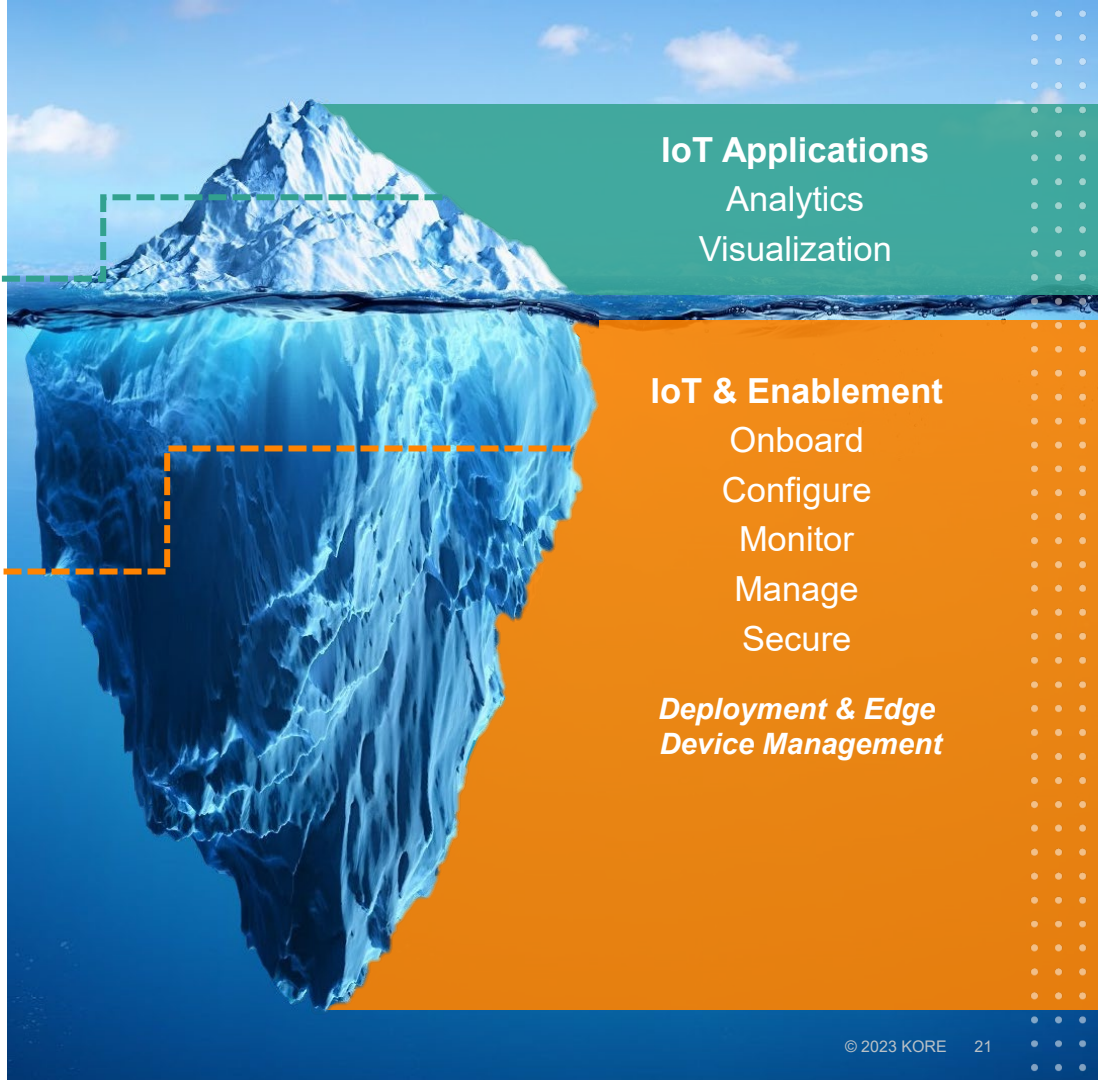 IoT Applications
Analytics
Visualization
IoT & Enablement
Onboard
Configure
Monitor
Manage
Secure
Deployment & Edge
Device Management
© 2023 KORE 21